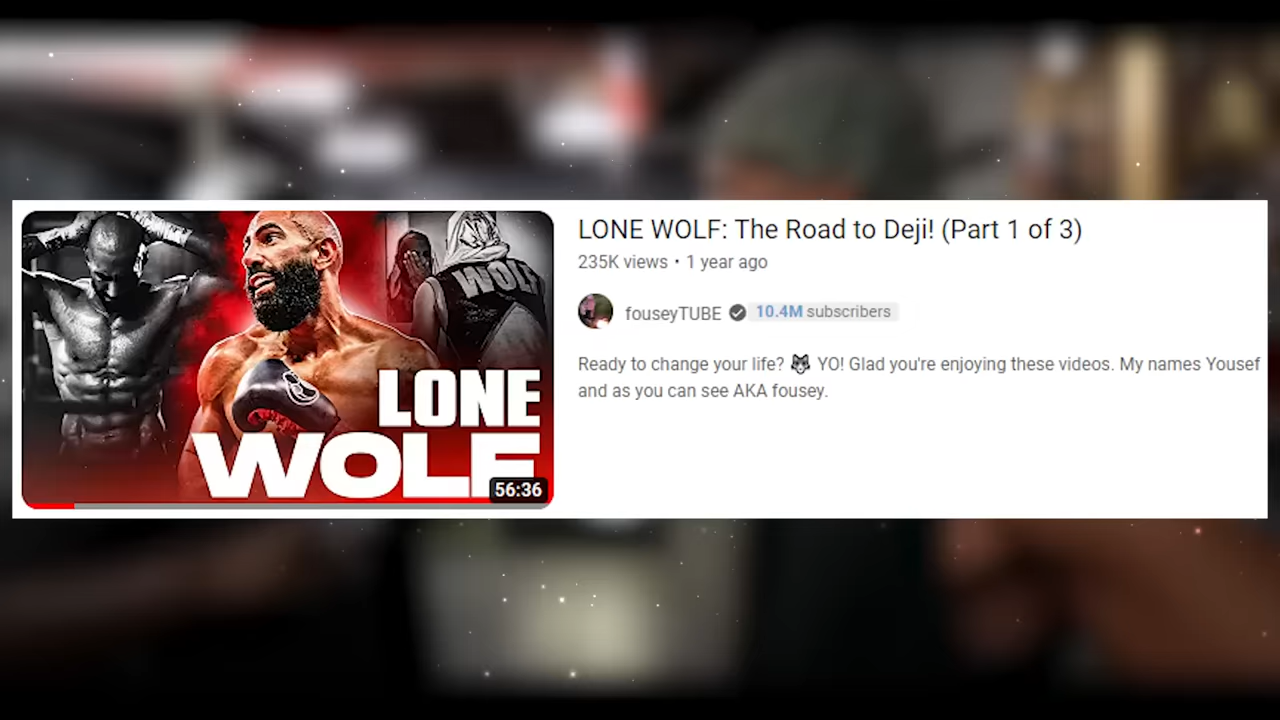 LONE WOLF: The Road to Deji! (Part 1 of 3)
235K views • 1 year ago
fouseyTUBE 10.4M subscribers
Ready to change your life? 🐺 YO! Glad you're enjoying these videos. My names Yousef
and as you can see AKA fousey.
WOLF
LONE
WOLF
56:36